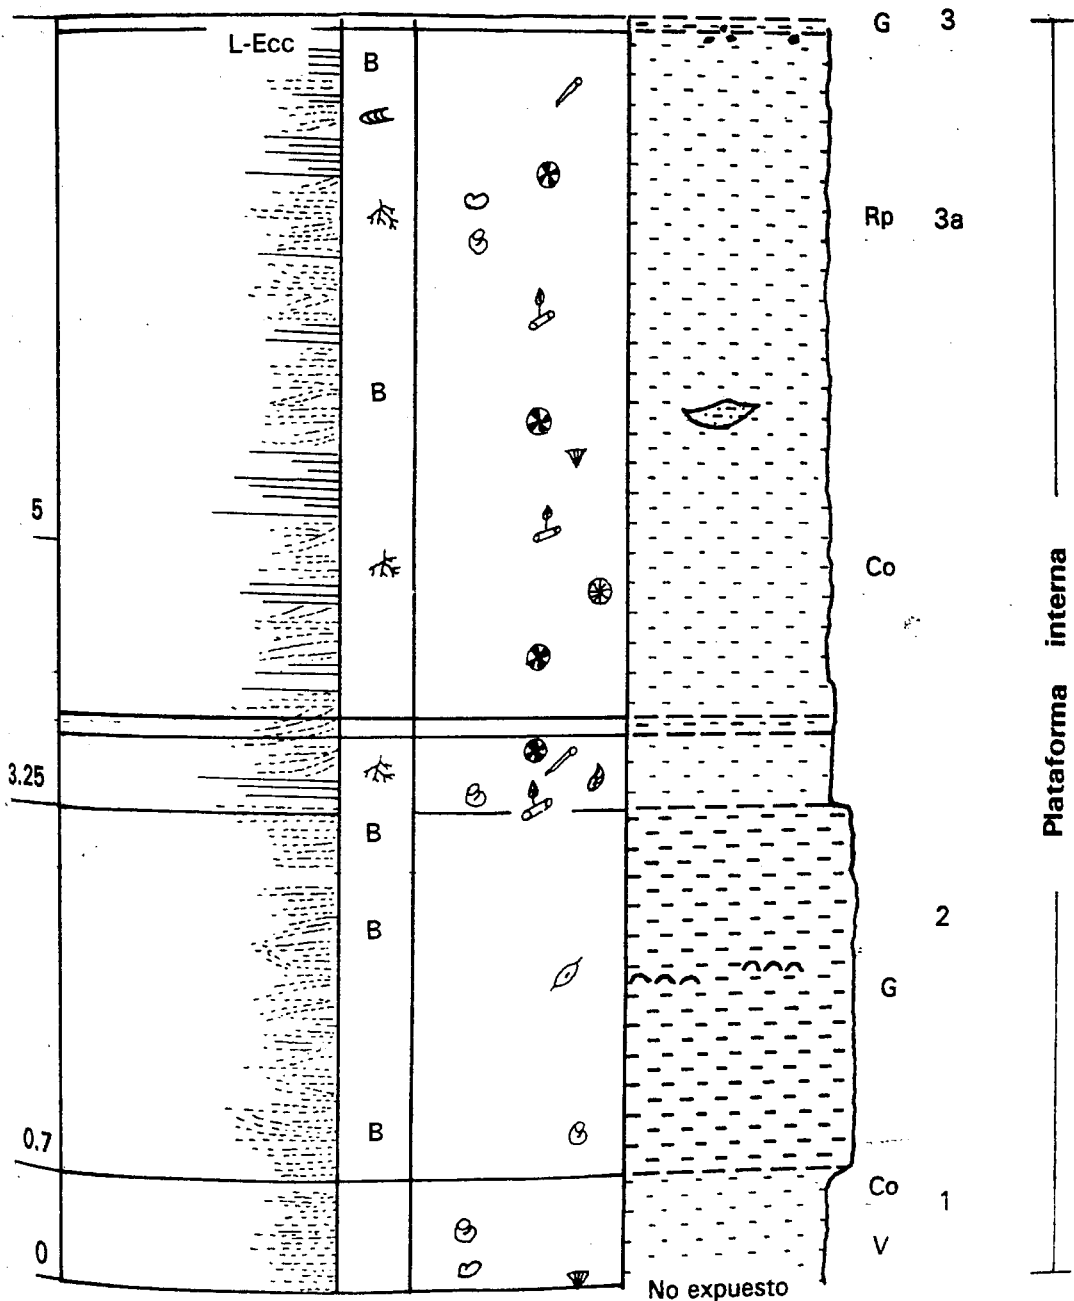 G 3
L-Ecc
B
Rp 3a
B
5
Co
Plataforma interna
3.25
B
2
B
G
B
0.7
Co 1
V
0
No expuesto